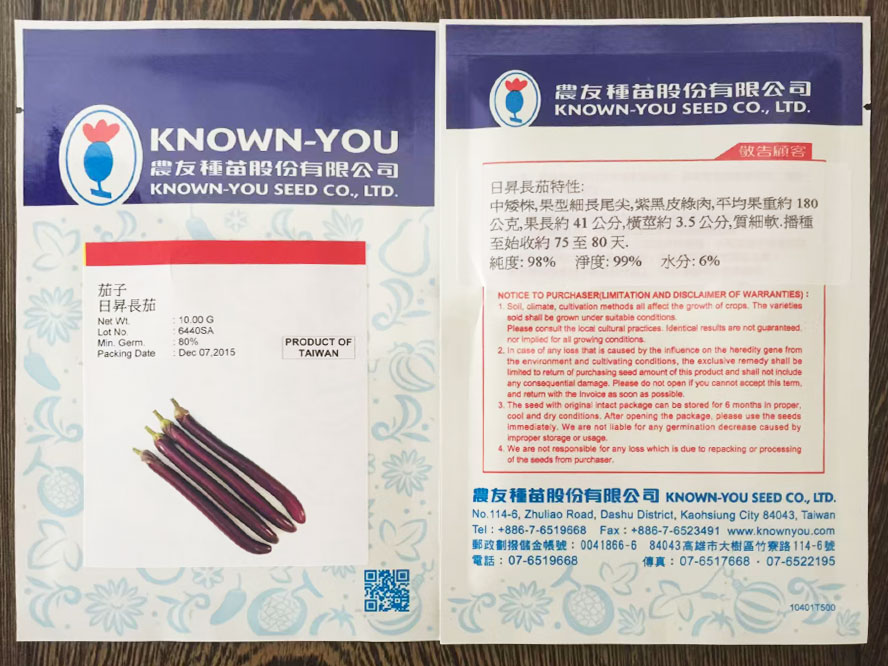 KNOWN-YOU
農友種苗股份有限公司
KNOWN-YOU SEED CO., LTD.
茄子
日昇長茄
Net Wt. : 10.00 G
Lot No. : 6440SA
Min. Germ. : 80%
Packing Date : Dec 07,2015
PRODUCT OF
TAIWAN
農友種苗股份有限公司
KNOWN-YOU SEED CO., LTD.
敬告顧客
日昇長茄特性:
中矮株,果型細長尾尖,紫黑皮綠肉,平均果重約 180
公克,果長約 41 公分,橫莖約 3.5 公分,質細軟.播種
至始收約 75 至 80 天.
純度: 98% 淨度: 99% 水分: 6%
NOTICE TO PURCHASER(LIMITATION AND DISCLAIMER OF WARRANTIES) :
1. Soil, climate, cultivation methods all affect the growth of crops. The varieties
sold shall be grown under suitable conditions.
Please consult the local cultural practices. Identical results are not guaranteed,
nor implied for all growing conditions.
2. In case of any loss that is caused by the influence on the heredity gene from
the environment and cultivating conditions, the exclusive remedy shall be
limited to return of purchasing seed amount of this product and shall not include
any consequential damage. Please do not open if you cannot accept this term,
and return with the invoice as soon as possible.
3. The seed with original intact package can be stored for 6 months in proper,
cool and dry conditions. After opening the package, please use the seeds
immediately. We are not liable for any germination decrease caused by
improper storage or usage.
4. We are not responsible for any loss which is due to repacking or processing
of the seeds from purchaser.
農友種苗股份有限公司 KNOWN-YOU SEED CO., LTD.
No.114-6, Zhuliao Road, Dashu District, Kaohsiung City 84043, Taiwan
Tel : +886-7-6519668 Fax : +886-7-6523491 www.knownyou.com
郵政劃撥儲金帳號 : 0041866-6 84043高雄市大樹區竹寮路114-6號
電話 : 07-6519668 傳真 : 07-6517668 · 07-6522195
10401T500